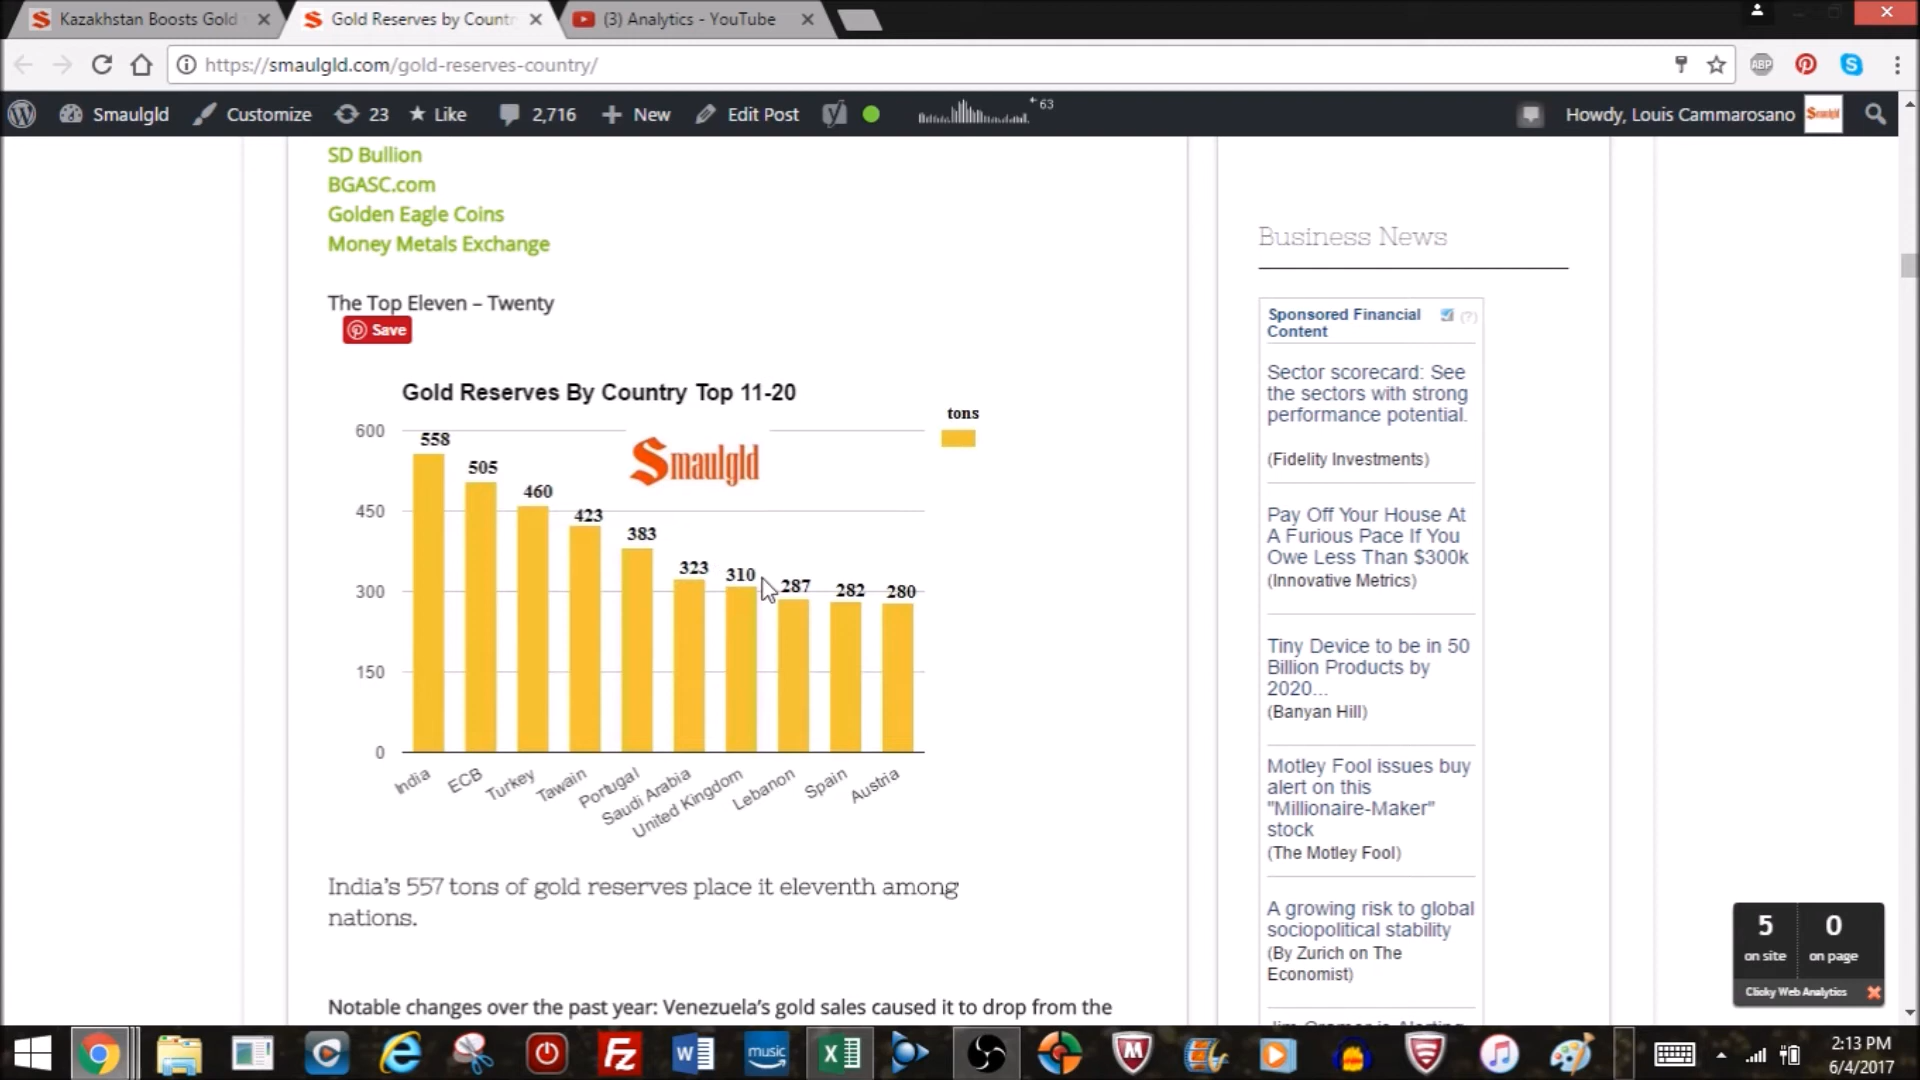 Kazakhstan Boosts Gold
Gold Reserves by Countr
(3) Analytics - YouTube
https://smaulgld.com/gold-reserves-country/
ABP
Smaulgld
Customize
23
Like
2,716
New
Edit Post
63
Howdy, Louis Cammarosano
Smaulgld
SD Bullion
BGASC.com
Golden Eagle Coins
Money Metals Exchange
The Top Eleven – Twenty
Save
Gold Reserves By Country Top 11-20
tons
Smaulgld
600
450
300
150
0
558
505
460
423
383
323
310
287
282
280
India
ECB
Turkey
Tawain
Portugal
Saudi Arabia
United Kingdom
Lebanon
Spain
Austria
India's 557 tons of gold reserves place it eleventh among
nations.
Notable changes over the past year: Venezuela's gold sales caused it to drop from the
Business News
Sponsored Financial
Content
(?)
Sector scorecard: See
the sectors with strong
performance potential.
(Fidelity Investments)
Pay Off Your House At
A Furious Pace If You
Owe Less Than $300k
(Innovative Metrics)
Tiny Device to be in 50
Billion Products by
2020...
(Banyan Hill)
Motley Fool issues buy
alert on this
"Millionaire-Maker"
stock
(The Motley Fool)
A growing risk to global
sociopolitical stability
(By Zurich on The
Economist)
5
on site
0
on page
Clicky Web Analytics
music
2:13 PM
6/4/2017